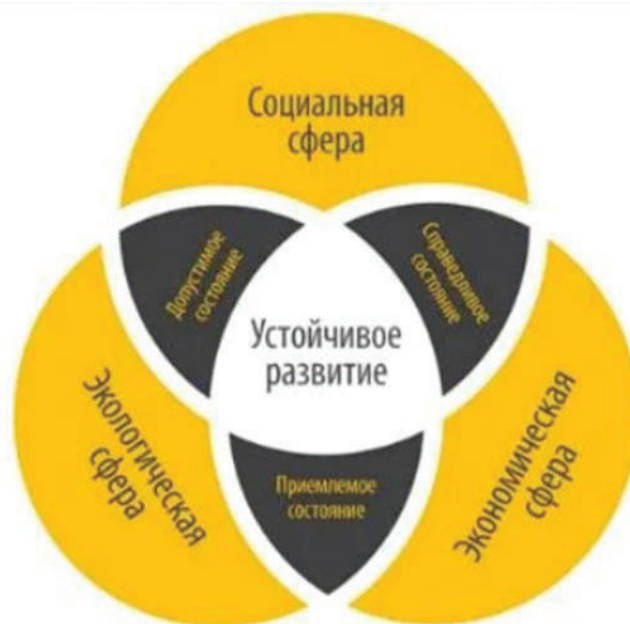 Социальная
сфера
Допустимое
состояние
Справедливое
состояние
Устойчивое
развитие
Экологическая
сфера
Приемлемое
состояние
Экономическая
сфера